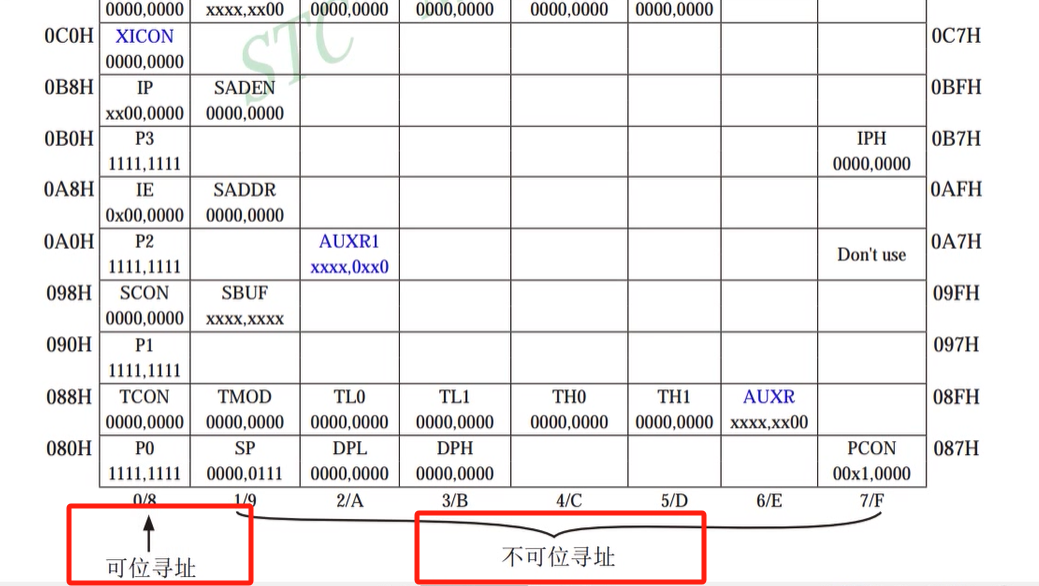 0000,0000 xxxx,xx00 0000,0000 0000,0000 0000,0000 0000,0000
0C0H XICON 0C7H
0000,0000
STC
0B8H IP SADEN 0BFH
xx00,0000 0000,0000
0B0H P3 IPH 0B7H
1111,1111 0000,0000
0A8H IE SADDR 0AFH
0x00,0000 0000,0000
0A0H P2 AUXR1 Don't use 0A7H
1111,1111 xxxx,0xx0
098H SCON SBUF 09FH
0000,0000 xxxx,xxxx
090H P1 097H
1111,1111
088H TCON TMOD TL0 TL1 TH0 TH1 AUXR 08FH
0000,0000 0000,0000 0000,0000 0000,0000 0000,0000 0000,0000 xxxx,xx00
080H P0 SP DPL DPH PCON 087H
1111,1111 0000,0111 0000,0000 0000,0000 00x1,0000
0/8 1/9 2/A 3/B 4/C 5/D 6/E 7/F
可位寻址 不可位寻址